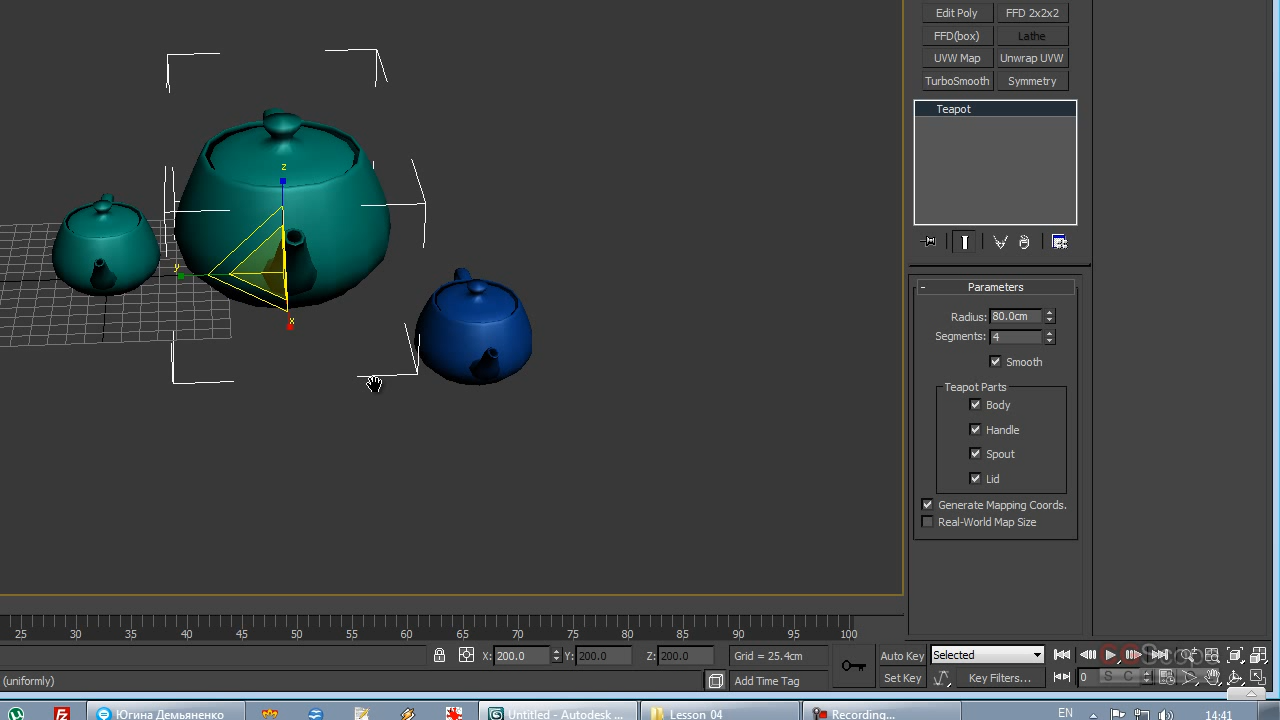 Edit Poly FFD 2x2x2
FFD(box) Lathe
UVW Map Unwrap UVW
TurboSmooth Symmetry
Teapot
z
y
x
- Parameters
Radius: 80.0cm
Segments: 4
Smooth
Teapot Parts
Body
Handle
Spout
Lid
Generate Mapping Coords.
Real-World Map Size
25 30 35 40 45 50 55 60 65 70 75 80 85 90 95 100
X: 200.0 Y: 200.0 Z: 200.0 Grid = 25.4cm Auto Key Selected
(uniformly) Add Time Tag Set Key Key Filters... 0
Югина Демьяненко Untitled - Autodesk ... Lesson_04 Recording... EN 14:41